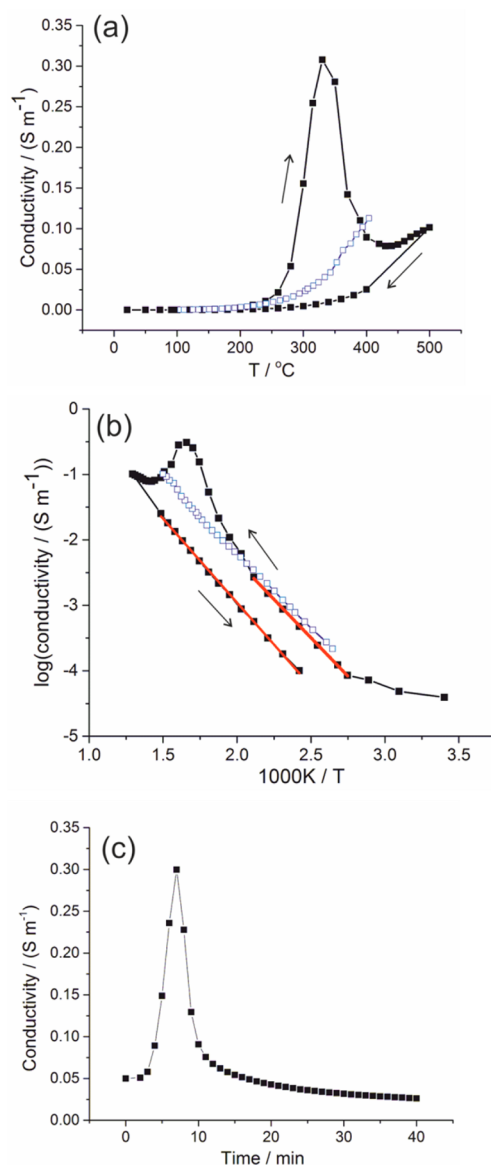 (a)
0.35
0.30
0.25
0.20
0.15
0.10
0.05
0.00
Conductivity / (S m⁻¹)
0 100 200 300 400 500
T / °C
(b)
0
-1
-2
-3
-4
-5
log(conductivity / (S m⁻¹))
1.0 1.5 2.0 2.5 3.0 3.5
1000K / T
(c)
0.35
0.30
0.25
0.20
0.15
0.10
0.05
0.00
Conductivity / (S m⁻¹)
0 10 20 30 40
Time / min